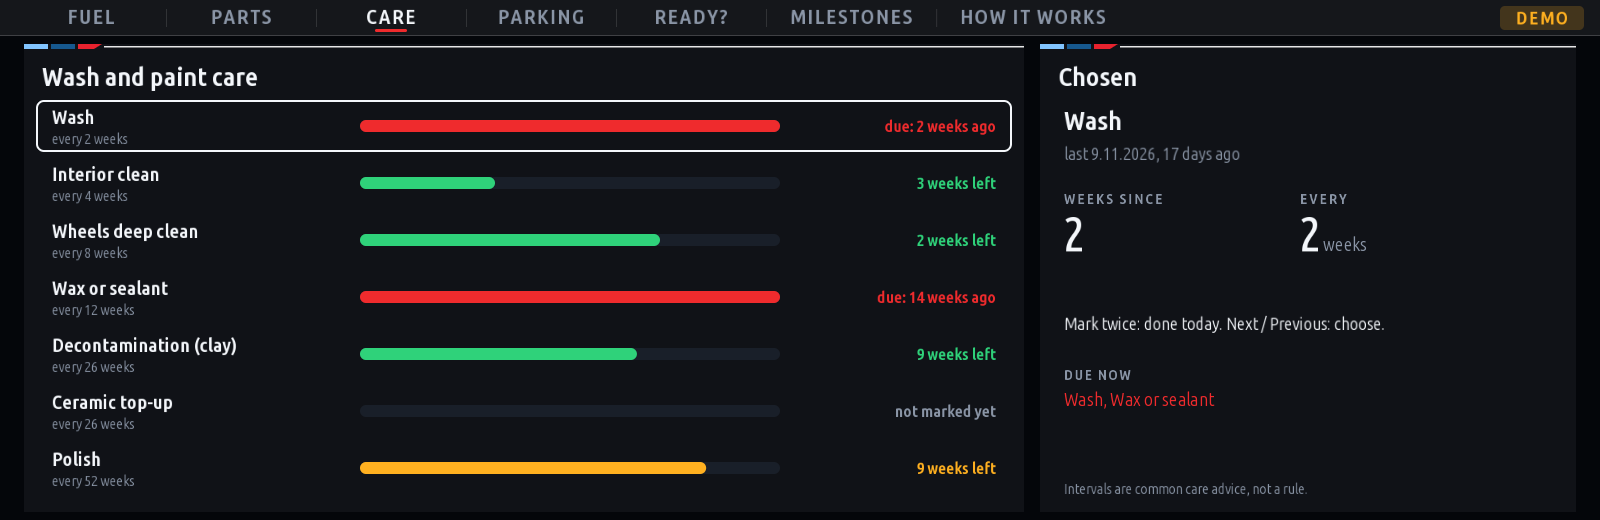 FUEL
PARTS
CARE
PARKING
READY?
MILESTONES
HOW IT WORKS
DEMO
Wash and paint care
Wash
every 2 weeks
due: 2 weeks ago
Interior clean
every 4 weeks
3 weeks left
Wheels deep clean
every 8 weeks
2 weeks left
Wax or sealant
every 12 weeks
due: 14 weeks ago
Decontamination (clay)
every 26 weeks
9 weeks left
Ceramic top-up
every 26 weeks
not marked yet
Polish
every 52 weeks
9 weeks left
Chosen
Wash
last 9.11.2026, 17 days ago
WEEKS SINCE
2
EVERY
2 weeks
Mark twice: done today. Next / Previous: choose.
DUE NOW
Wash, Wax or sealant
Intervals are common care advice, not a rule.